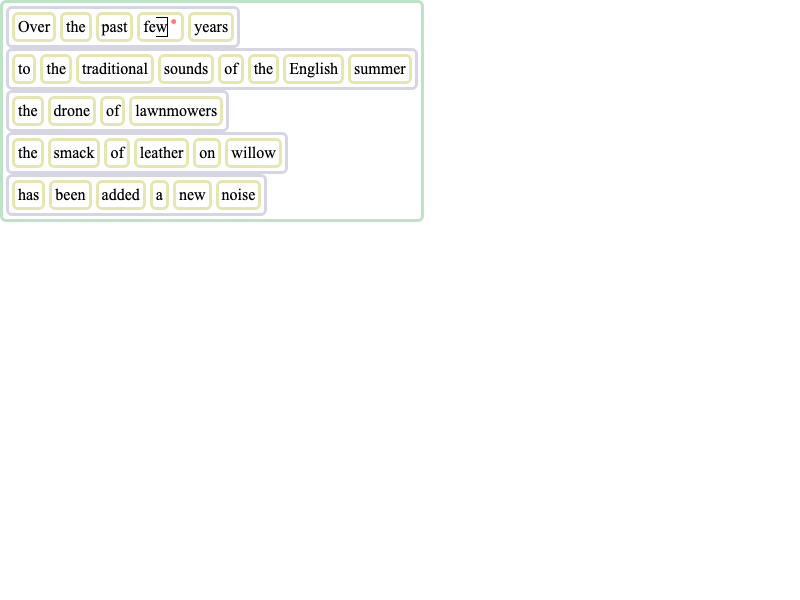 Over the past few years
to the traditional sounds of the English summer
the drone of lawnmowers
the smack of leather on willow
has been added a new noise